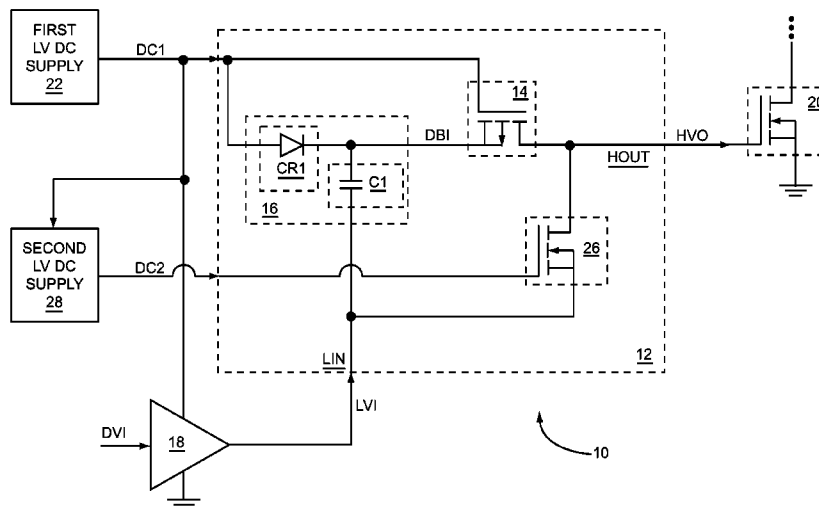 FIRST
LV DC
SUPPLY
22
DC1
14
DBI
HVO
HOUT
CR1
C1
16
SECOND
LV DC
SUPPLY
28
DC2
26
LIN
12
LVI
DVI
18
10